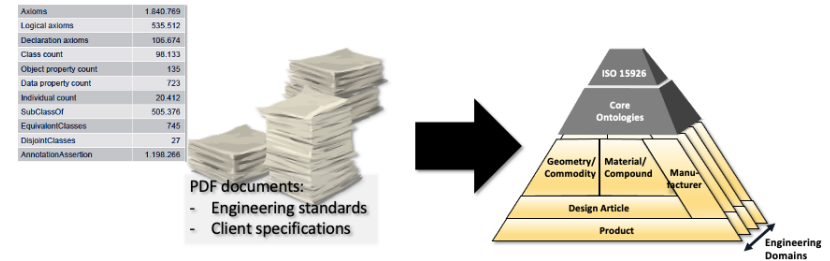 Axioms 1.840.769
Logical axioms 535.512
Declaration axioms 106.674
Class count 98.133
Object property count 135
Data property count 723
Individual count 20.412
SubClassOf 505.376
EquivalentClasses 745
DisjointClasses 27
AnnotationAssertion 1.198.266
PDF documents:
- Engineering standards
- Client specifications
ISO 15926
Core
Ontologies
Geometry/
Commodity
Material/
Compound
Manu-
facturer
Design Article
Product
Engineering
Domains